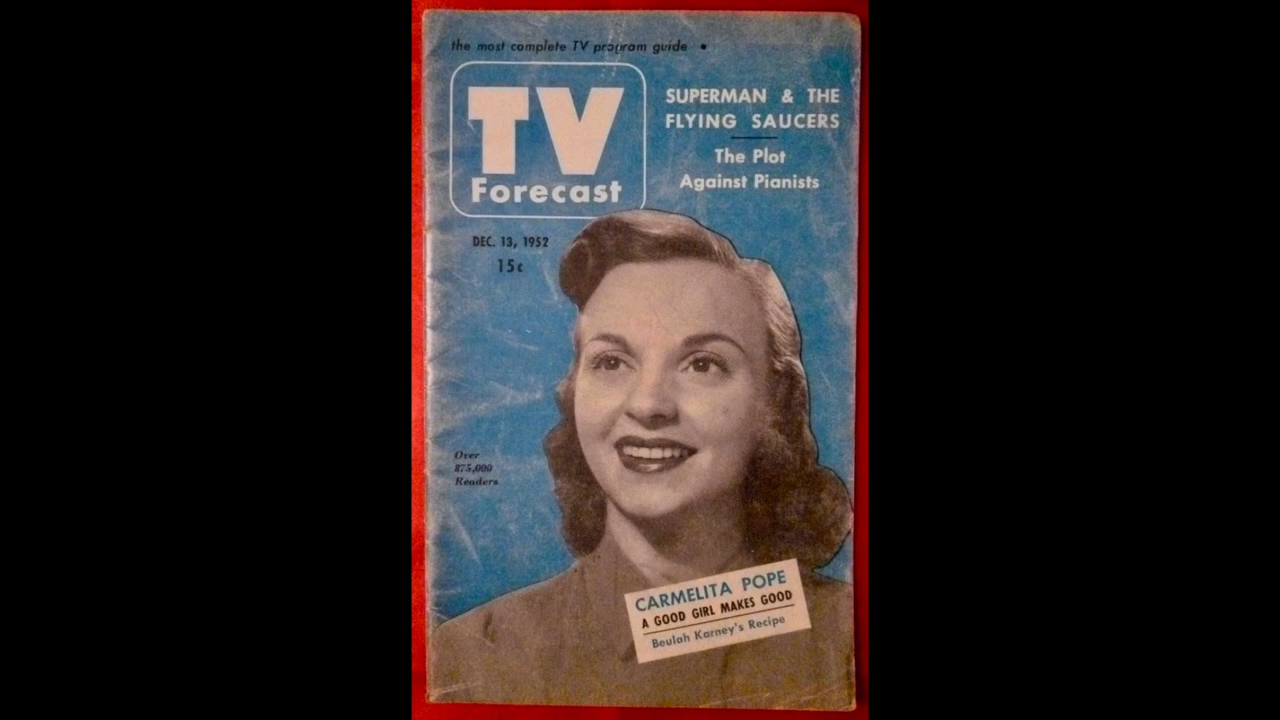 the most complete TV program guide •
TV
Forecast
SUPERMAN & THE
FLYING SAUCERS
The Plot
Against Pianists
DEC. 13, 1952
15¢
Over
875,000
Readers
CARMELITA POPE
A GOOD GIRL MAKES GOOD
Beulah Karney's Recipe